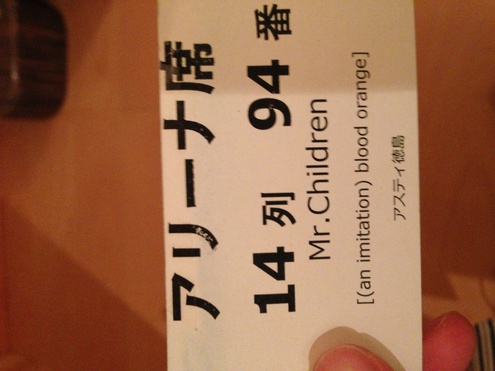 アリーナ席
14 列 94 番
Mr.Children
[(an imitation) blood orange]
アスティ徳島